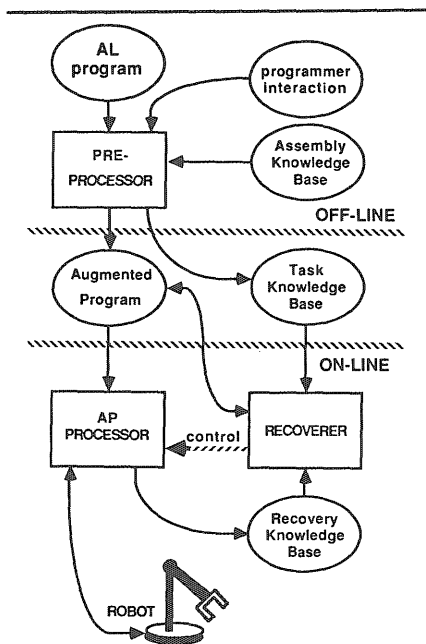 AL
program
programmer
interaction
PRE-
PROCESSOR
Assembly
Knowledge
Base
OFF-LINE
Augmented
Program
Task
Knowledge
Base
ON-LINE
AP
PROCESSOR
control
RECOVERER
Recovery
Knowledge
Base
ROBOT